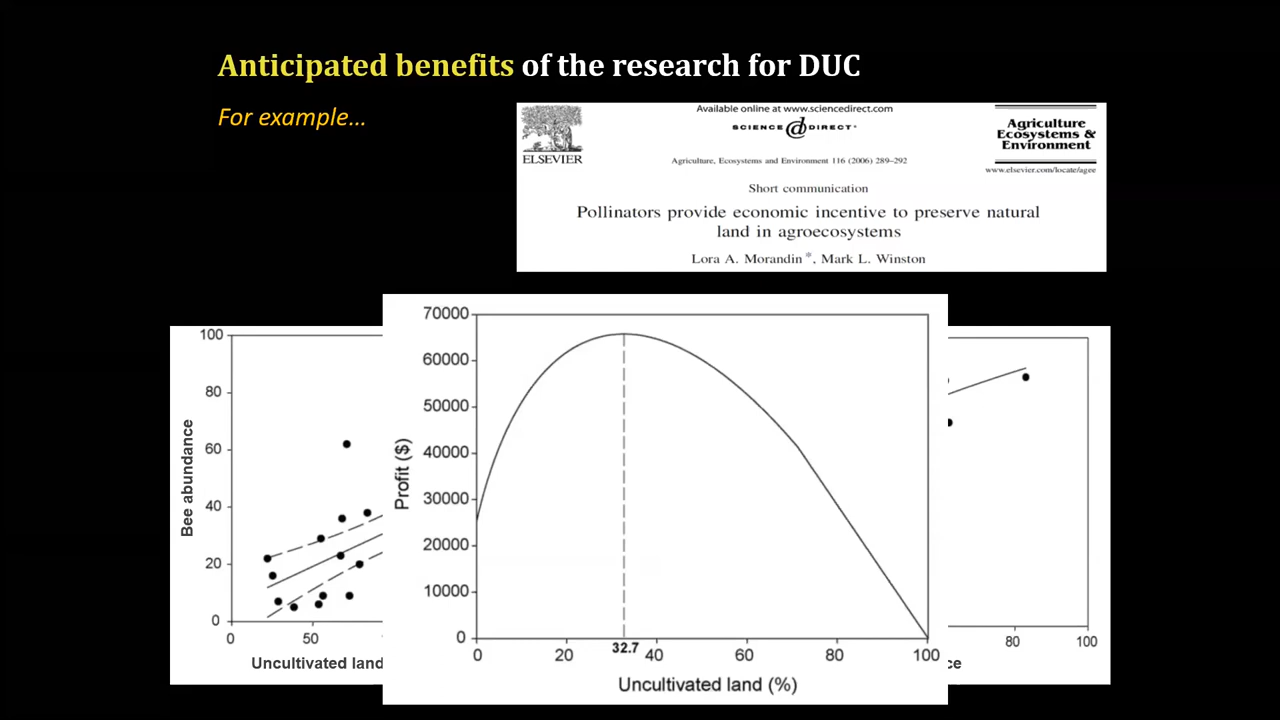 Anticipated benefits of the research for DUC
For example...
Available online at www.sciencedirect.com
SCIENCE DIRECT®
ELSEVIER
Agriculture, Ecosystems and Environment 116 (2006) 289–292
Agriculture
Ecosystems &
Environment
www.elsevier.com/locate/agee
Short communication
Pollinators provide economic incentive to preserve natural
land in agroecosystems
Lora A. Morandin *, Mark L. Winston
100
80
60
40
20
0
Bee abundance
0 50
Uncultivated land
70000
60000
50000
40000
30000
20000
10000
0
Profit ($)
0 20 32.7 40 60 80 100
Uncultivated land (%)
80 100
ce